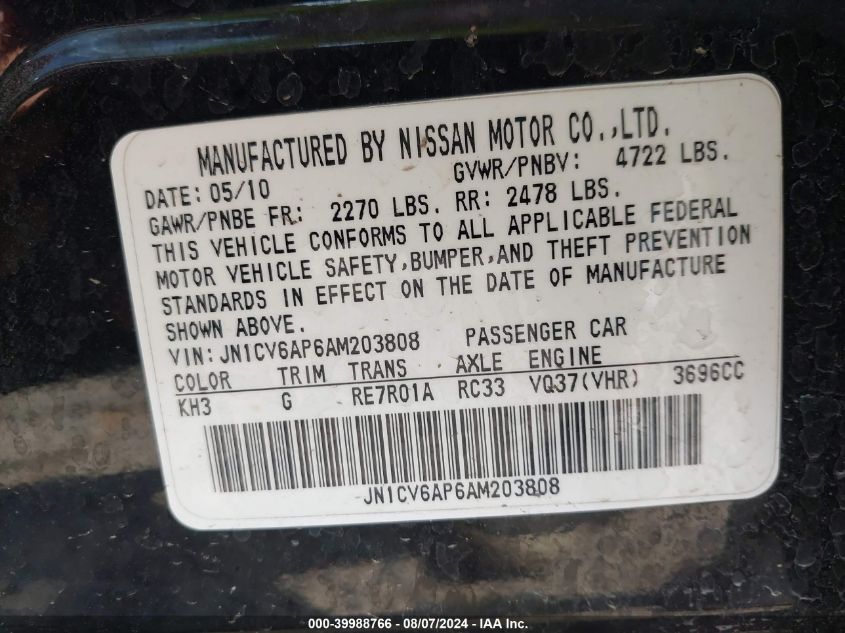 MANUFACTURED BY NISSAN MOTOR CO.,LTD.
DATE: 05/10 GVWR/PNBV: 4722 LBS.
GAWR/PNBE FR: 2270 LBS. RR: 2478 LBS.
THIS VEHICLE CONFORMS TO ALL APPLICABLE FEDERAL
MOTOR VEHICLE SAFETY,BUMPER,AND THEFT PREVENTION
STANDARDS IN EFFECT ON THE DATE OF MANUFACTURE
SHOWN ABOVE.
VIN: JN1CV6AP6AM203808 PASSENGER CAR
COLOR TRIM TRANS AXLE ENGINE
KH3 G RE7R01A RC33 VQ37(VHR) 3696CC
JN1CV6AP6AM203808
000-39988766 - 08/07/2024 - IAA Inc.